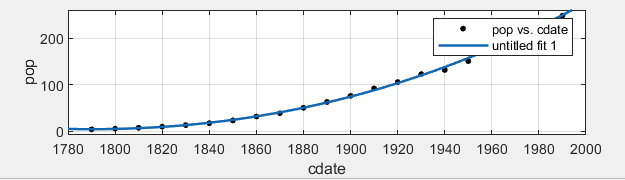 200
100
0
pop
pop vs. cdate
untitled fit 1
1780 1800 1820 1840 1860 1880 1900 1920 1940 1960 1980 2000
cdate